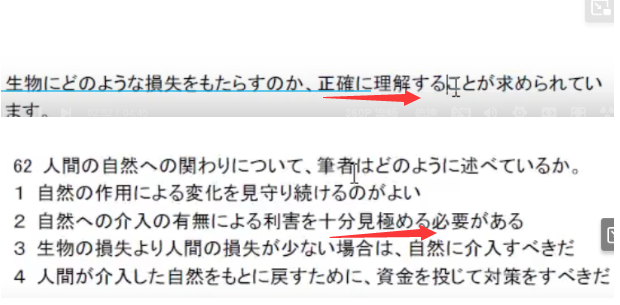 生物にどのような損失をもたらすのか、正確に理解することが求められてい
ます。
62 人間の自然への関わりについて、筆者はどのように述べているか。
1 自然の作用による変化を見守り続けるのがよい
2 自然への介入の有無による利害を十分見極める必要がある
3 生物の損失より人間の損失が少ない場合は、自然に介入すべきだ
4 人間が介入した自然をもとに戻すために、資金を投じて対策をすべきだ